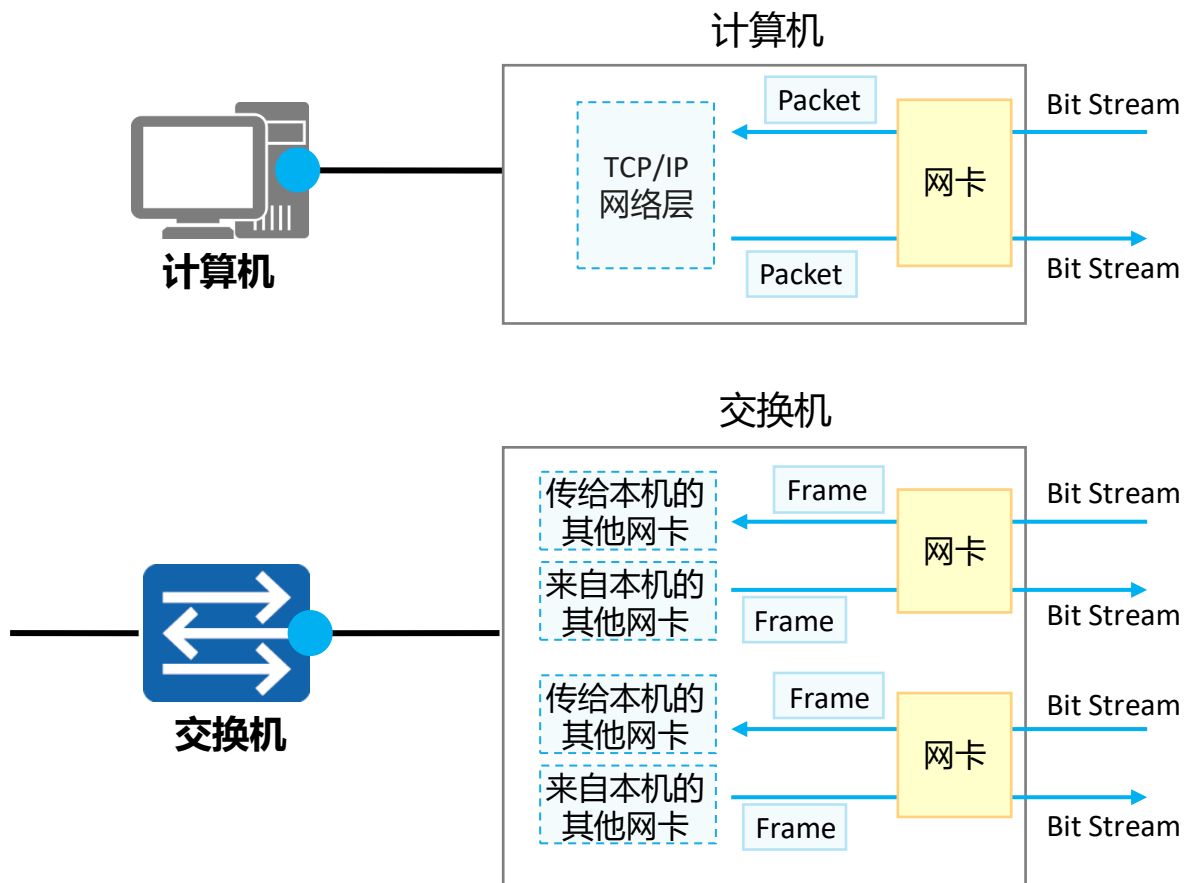 计算机
Packet
Bit Stream
TCP/IP
网络层
网卡
Packet
Bit Stream
计算机
交换机
传给本机的
其他网卡
Frame
Bit Stream
网卡
来自本机的
其他网卡
Frame
Bit Stream
交换机
传给本机的
其他网卡
Frame
Bit Stream
网卡
来自本机的
其他网卡
Frame
Bit Stream